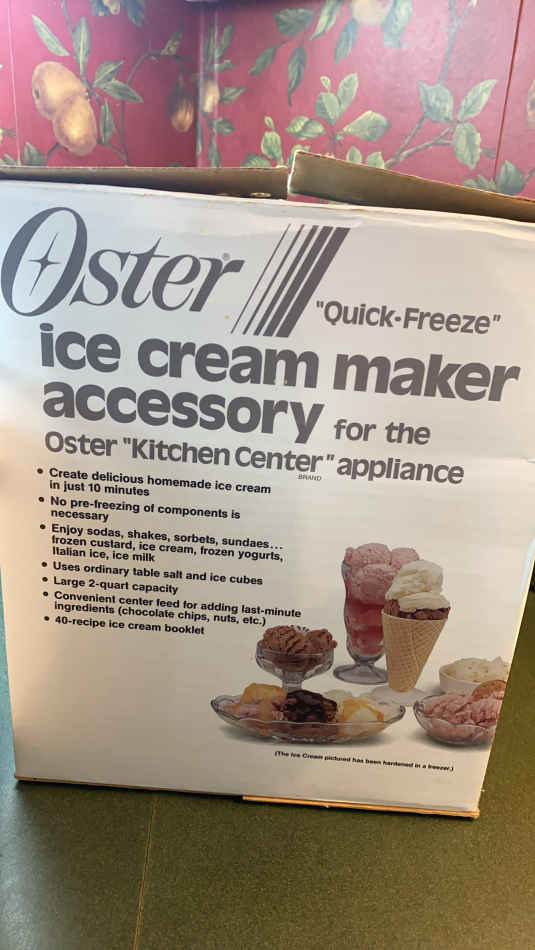 Oster®
"Quick•Freeze"
ice cream maker
accessory for the
Oster "Kitchen Center" appliance
BRAND
• Create delicious homemade ice cream
in just 10 minutes
• No pre-freezing of components is
necessary
• Enjoy sodas, shakes, sorbets, sundaes...
frozen custard, ice cream, frozen yogurts,
Italian ice, ice milk
• Uses ordinary table salt and ice cubes
• Large 2-quart capacity
• Convenient center feed for adding last-minute
ingredients (chocolate chips, nuts, etc.)
• 40-recipe ice cream booklet
(The Ice Cream pictured has been hardened in a freezer.)